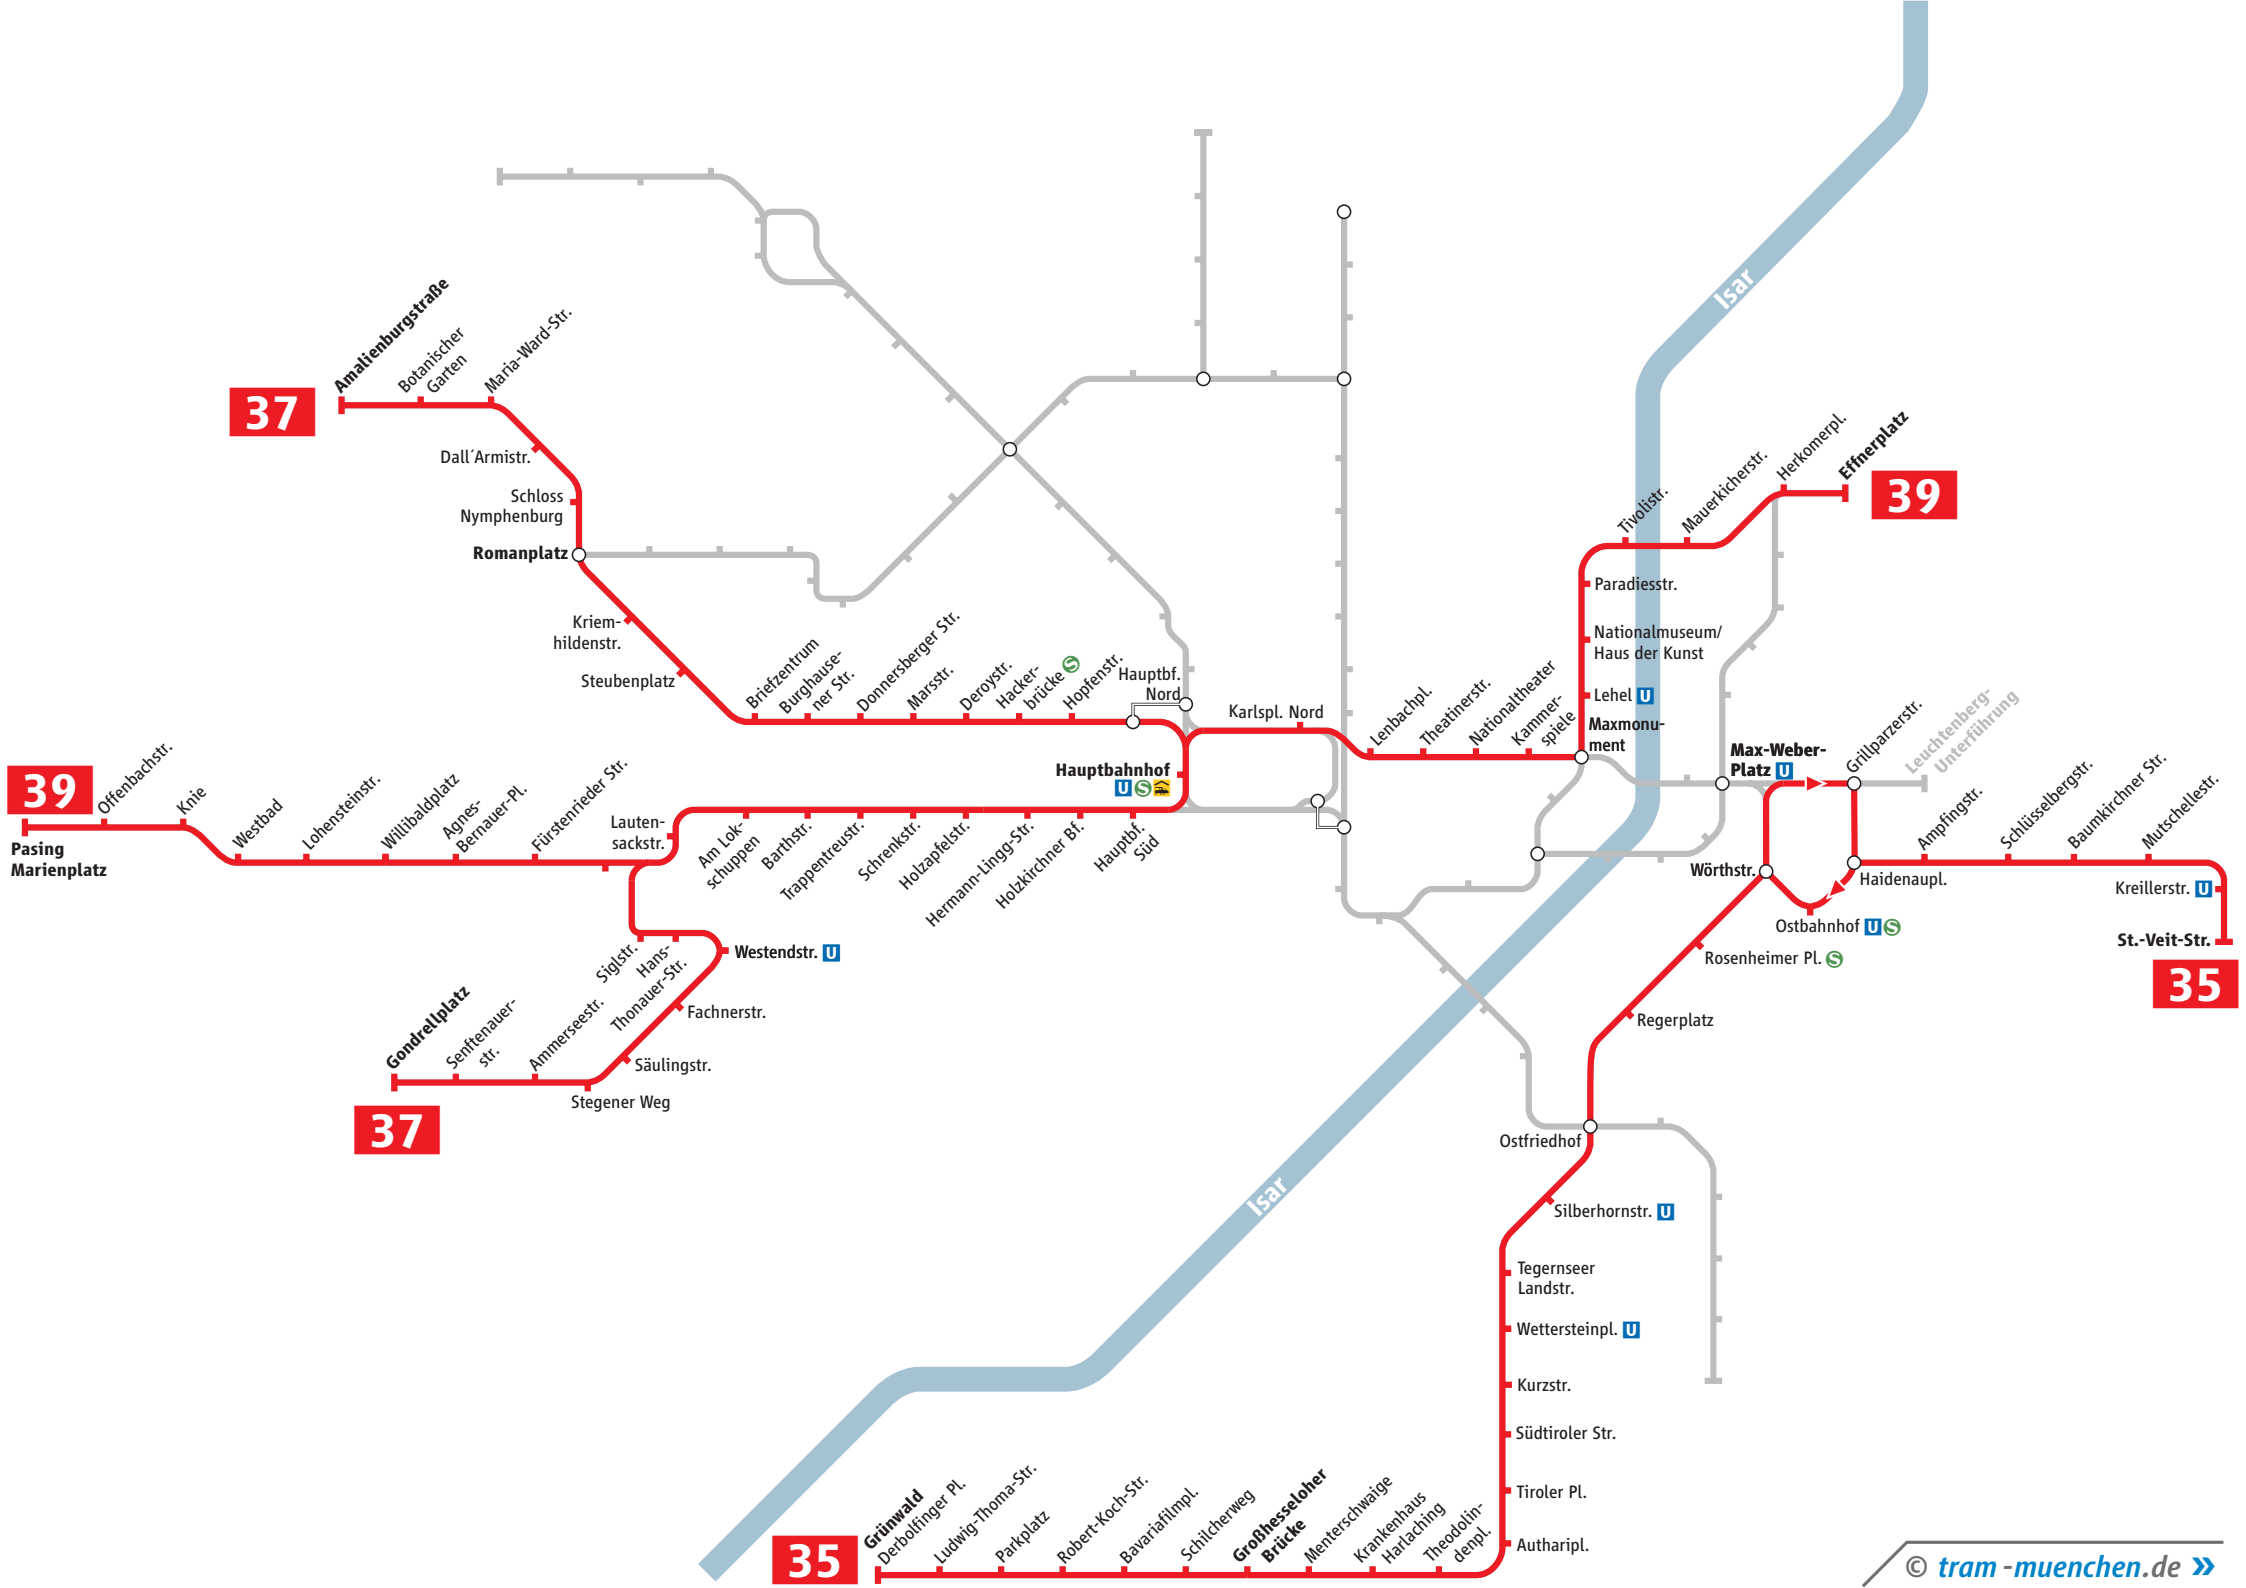 Isar
Amalienburgstraße
Botanischer
Garten
Maria-Ward-Str.
37
Dall´Armistr.
Schloss
Nymphenburg
Romanplatz
Kriem-
hildenstr.
Steubenplatz
Briefzentrum
Burghause-
ner Str.
Donnersberger Str.
Marsstr.
Deroystr.
Hacker-
brücke S
Hopfenstr.
Hauptbf.
Nord
Karlspl. Nord
Lenbachpl.
Theatinerstr.
Nationaltheater
Kammer-
spiele
Maxmonu-
ment
Lehel U
Nationalmuseum/
Haus der Kunst
Paradiesstr.
Tivolistr.
Mauerkicherstr.
Herkomerpl.
Effnerplatz
39
Hauptbahnhof
U S
39
Pasing
Marienplatz
Offenbachstr.
Knie
Westbad
Lohensteinstr.
Willibaldplatz
Agnes-
Bernauer-Pl.
Fürstenrieder Str.
Lauten-
sackstr.
Am Lok-
schuppen
Barthstr.
Trappentreustr.
Schrenkstr.
Holzapfelstr.
Hermann-Lingg-Str.
Holzkirchner Bf.
Hauptbf.
Süd
Siglstr.
Hans-
Thonauer-Str.
Westendstr. U
Fachnerstr.
Säulingstr.
Stegener Weg
Ammerseestr.
Senftenauer-
str.
Gondrellplatz
37
Max-Weber-
Platz U
Grillparzerstr.
Leuchtenberg-
Unterführung
Wörthstr.
Haidenaupl.
Ostbahnhof U S
Ampfingstr.
Schlüsselbergstr.
Baumkirchner Str.
Mutschellestr.
Kreillerstr. U
St.-Veit-Str.
35
Rosenheimer Pl. S
Regerplatz
Ostfriedhof
Silberhornstr. U
Isar
Tegernseer
Landstr.
Wettersteinpl. U
Kurzstr.
Südtiroler Str.
Tiroler Pl.
Autharipl.
35
Grünwald
Derbolfinger Pl.
Ludwig-Thoma-Str.
Parkplatz
Robert-Koch-Str.
Bavariafilmpl.
Schilcherweg
Großhesseloher
Brücke
Menterschwaige
Krankenhaus
Harlaching
Theodolin-
denpl.
© tram-muenchen.de »